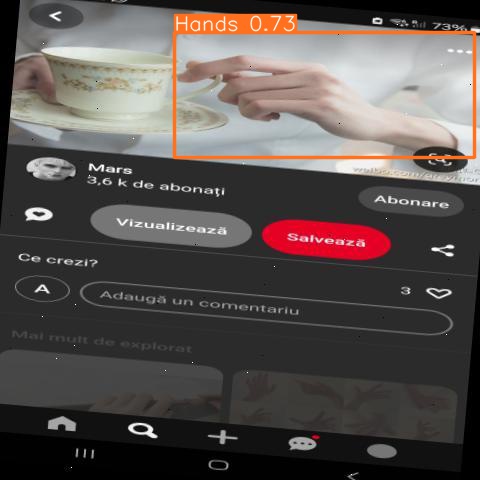 Hands 0.73
73%
Mars
3,6 k de abonați
Abonare
Vizualizează
Salvează
Ce crezi?
3
A
Adaugă un comentariu
Mai mult de explorat